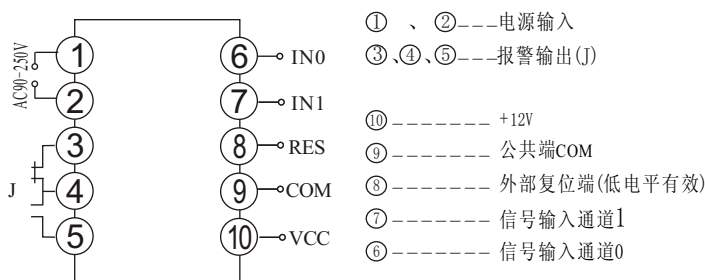 AC90-250V
J
① IN0 ⑥
② IN1 ⑦
③ RES ⑧
④ COM ⑨
⑤ VCC ⑩
① 、 ②---电源输入
③、④、⑤---报警输出(J)
⑩------- +12V
⑨------- 公共端COM
⑧------- 外部复位端(低电平有效)
⑦------- 信号输入通道1
⑥------- 信号输入通道0